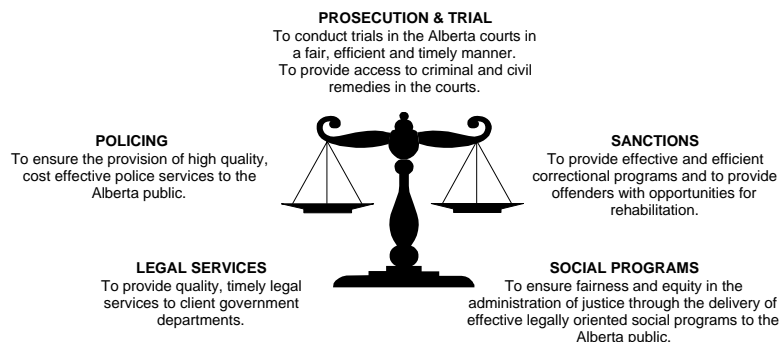 PROSECUTION & TRIAL
To conduct trials in the Alberta courts in
a fair, efficient and timely manner.
To provide access to criminal and civil
remedies in the courts.
POLICING
To ensure the provision of high quality,
cost effective police services to the
Alberta public.
SANCTIONS
To provide effective and efficient
correctional programs and to provide
offenders with opportunities for
rehabilitation.
LEGAL SERVICES
To provide quality, timely legal
services to client government
departments.
SOCIAL PROGRAMS
To ensure fairness and equity in the
administration of justice through the delivery of
effective legally oriented social programs to the
Alberta public.